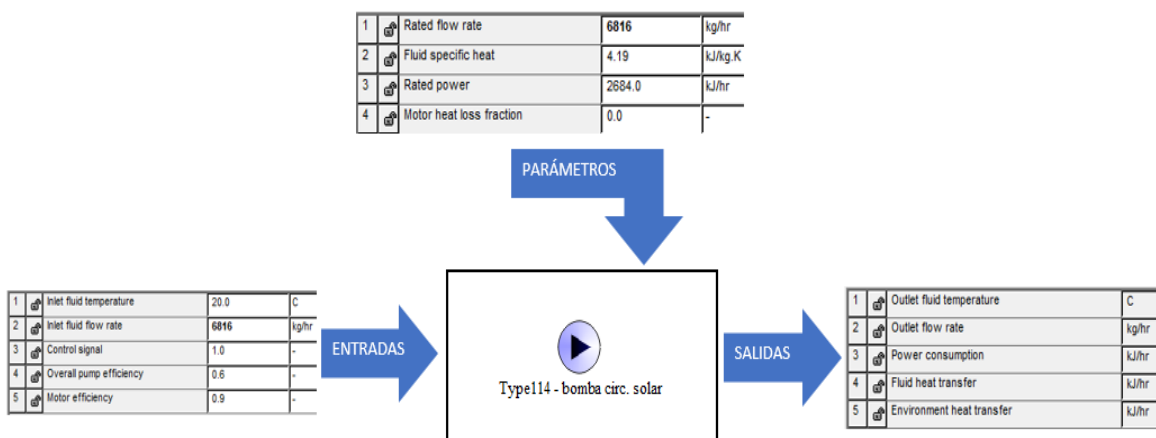 1 Rated flow rate 6816 kg/hr
2 Fluid specific heat 4.19 kJ/kg.K
3 Rated power 2684.0 kJ/hr
4 Motor heat loss fraction 0.0 -
PARÁMETROS
1 Inlet fluid temperature 20.0 C
2 Inlet fluid flow rate 6816 kg/hr
3 Control signal 1.0 -
4 Overall pump efficiency 0.6 -
5 Motor efficiency 0.9 -
ENTRADAS
Type114 - bomba circ. solar
SALIDAS
1 Outlet fluid temperature C
2 Outlet flow rate kg/hr
3 Power consumption kJ/hr
4 Fluid heat transfer kJ/hr
5 Environment heat transfer kJ/hr